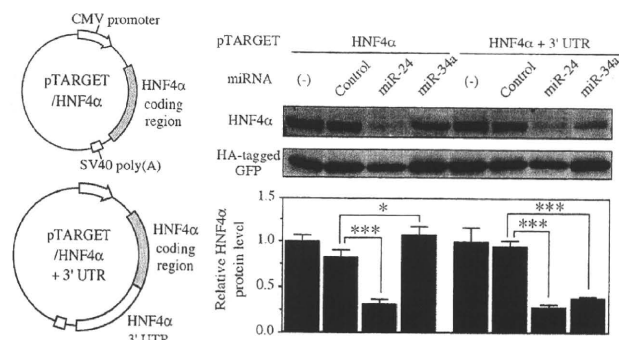 CMV promoter
pTARGET
/HNF4α
HNF4α
coding
region
SV40 poly(A)
pTARGET
/HNF4α
+ 3' UTR
HNF4α
coding
region
HNF4α
3' UTR
pTARGET
HNF4α
HNF4α + 3' UTR
miRNA
(-)
Control
miR-24
miR-34a
(-)
Control
miR-24
miR-34a
HNF4α
HA-tagged
GFP
Relative HNF4α
protein level
1.5
1.0
0.5
0.0
*
***
***
***